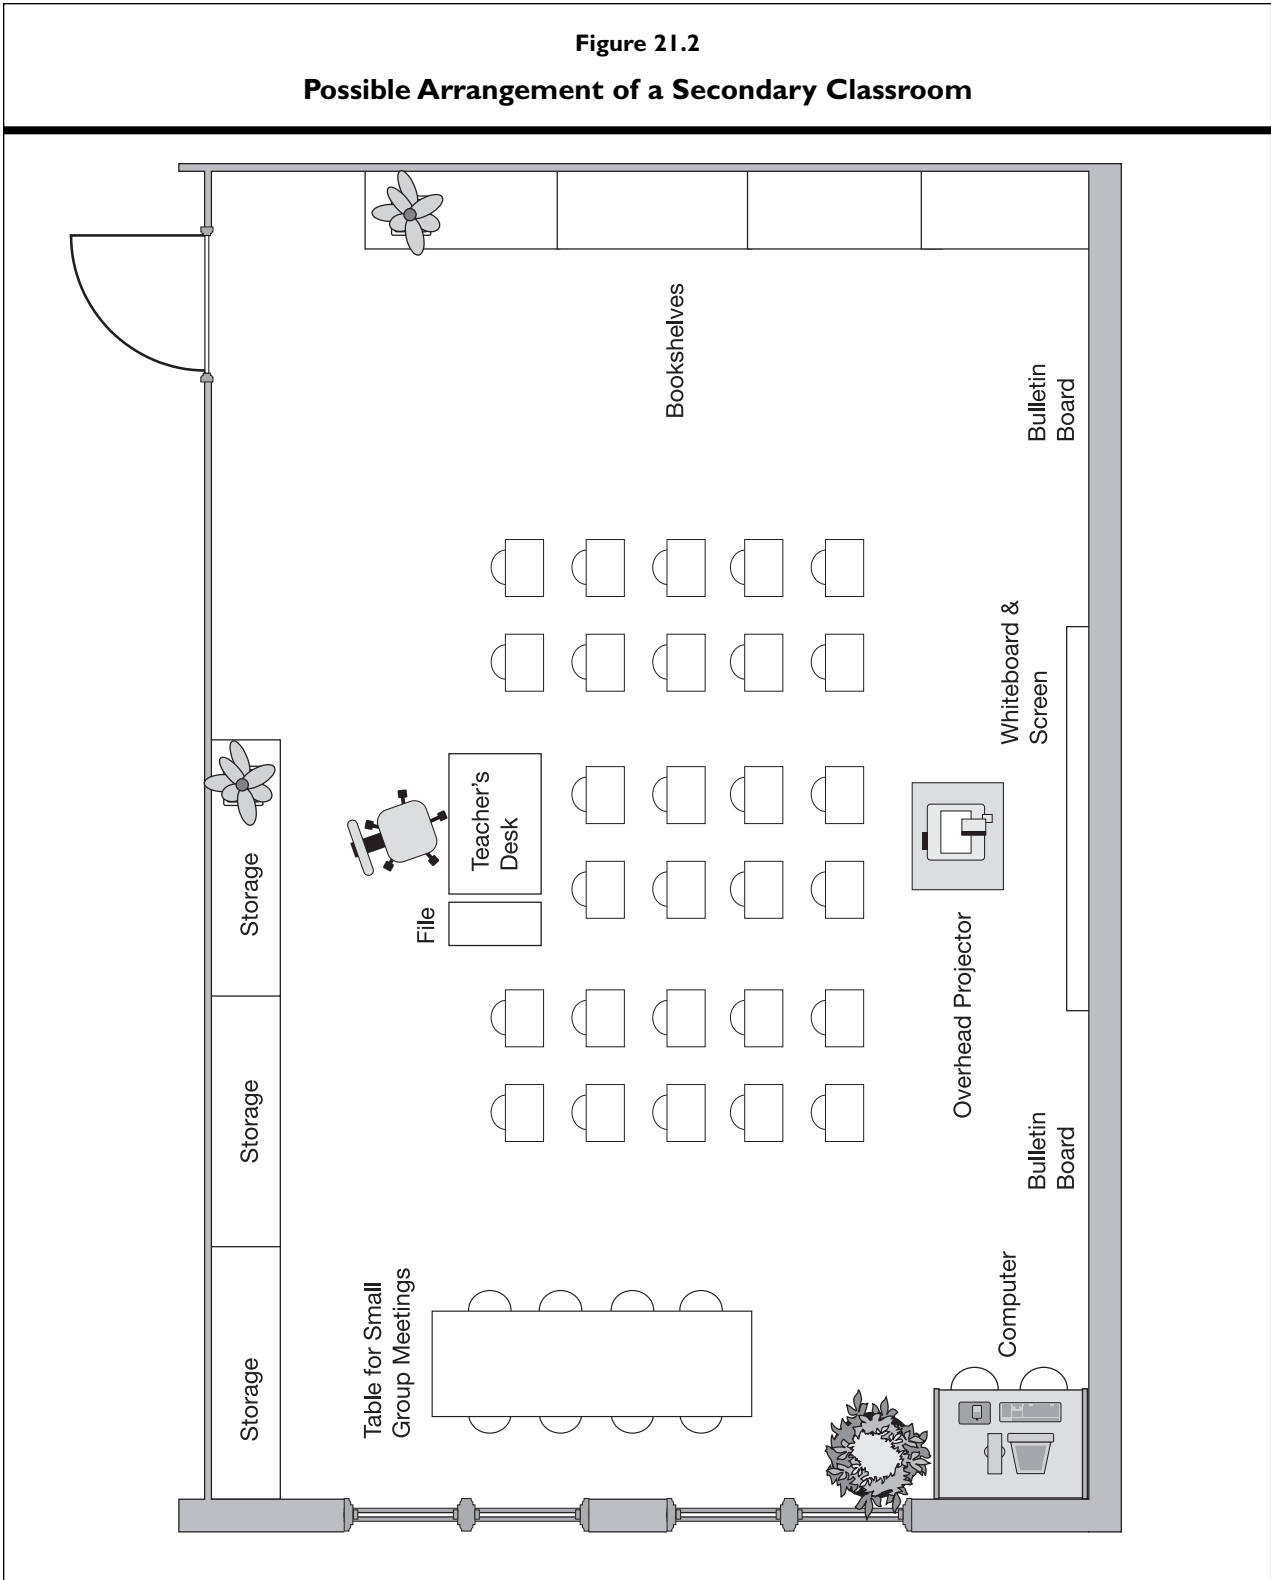 Figure 21.2
Possible Arrangement of a Secondary Classroom
Bookshelves
Bulletin
Board
Whiteboard &
Screen
Teacher’s
Desk
File
Storage
Overhead Projector
Storage
Bulletin
Board
Computer
Table for Small
Group Meetings
Storage